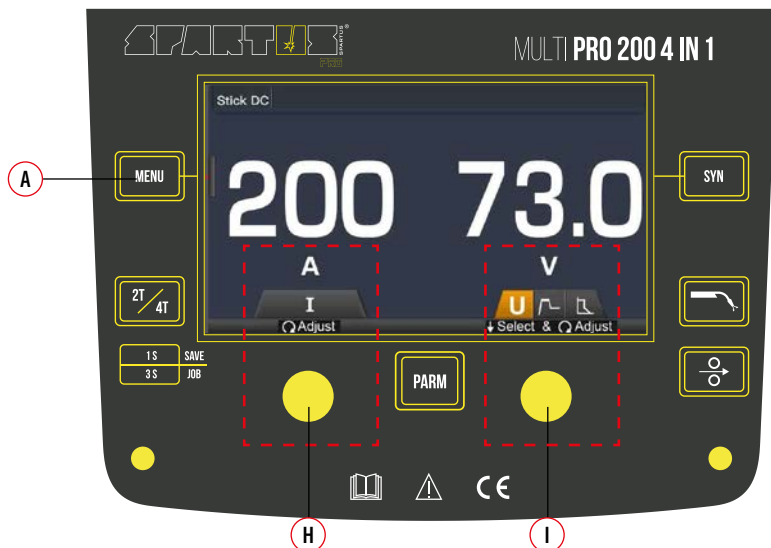 SPARTUS®
SPARTUS
PRO
MULTI PRO 200 4 IN 1
Stick DC
MENU
A
200
73.0
SYN
A
V
I
U
Adjust
Select & Adjust
2T/4T
1 S SAVE
3 S JOB
PARM
CE
H
I